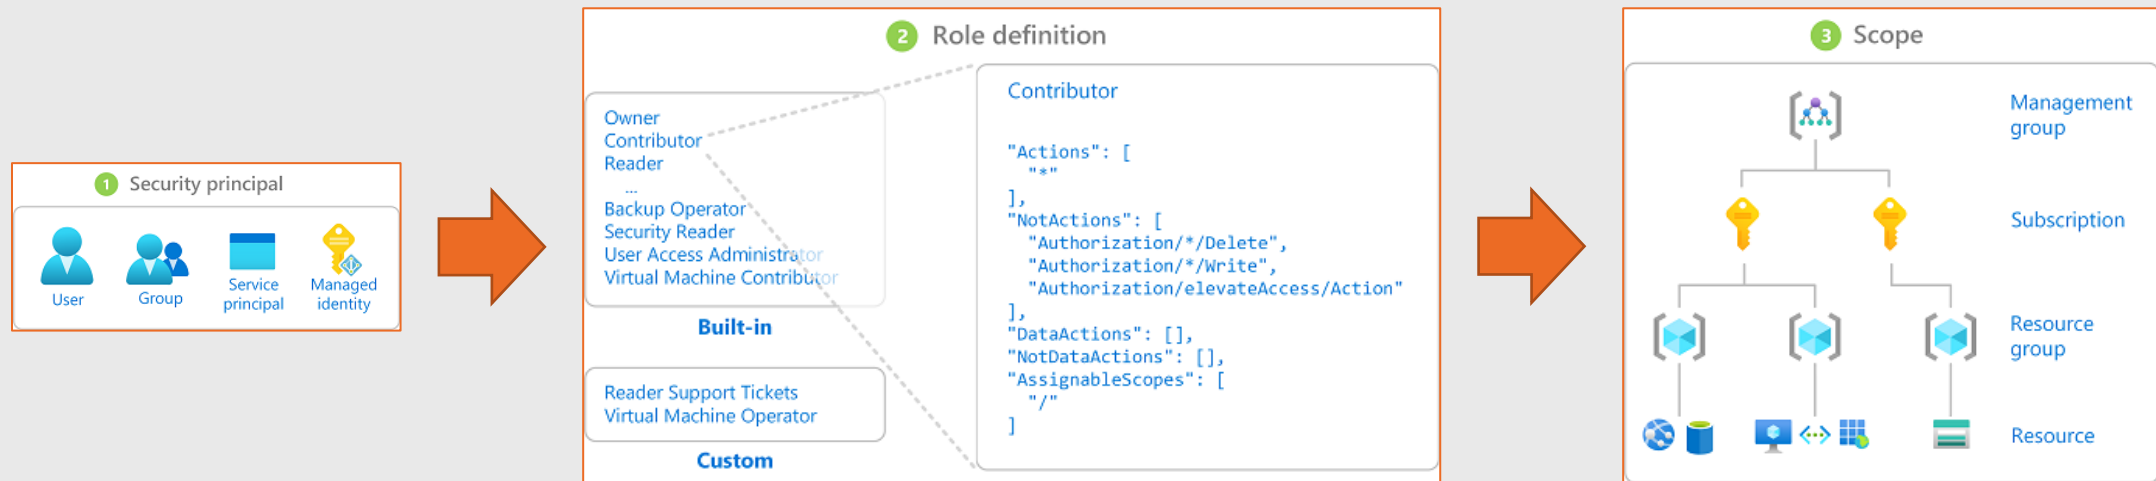 1 Security principal
User
Group
Service
principal
Managed
identity
2 Role definition
Owner
Contributor
Reader
...
Backup Operator
Security Reader
User Access Administrator
Virtual Machine Contributor
Built-in
Reader Support Tickets
Virtual Machine Operator
Custom
Contributor
"Actions": [
"*"
],
"NotActions": [
"Authorization/*/Delete",
"Authorization/*/Write",
"Authorization/elevateAccess/Action"
],
"DataActions": [],
"NotDataActions": [],
"AssignableScopes": [
"/"
]
3 Scope
Management
group
Subscription
Resource
group
Resource